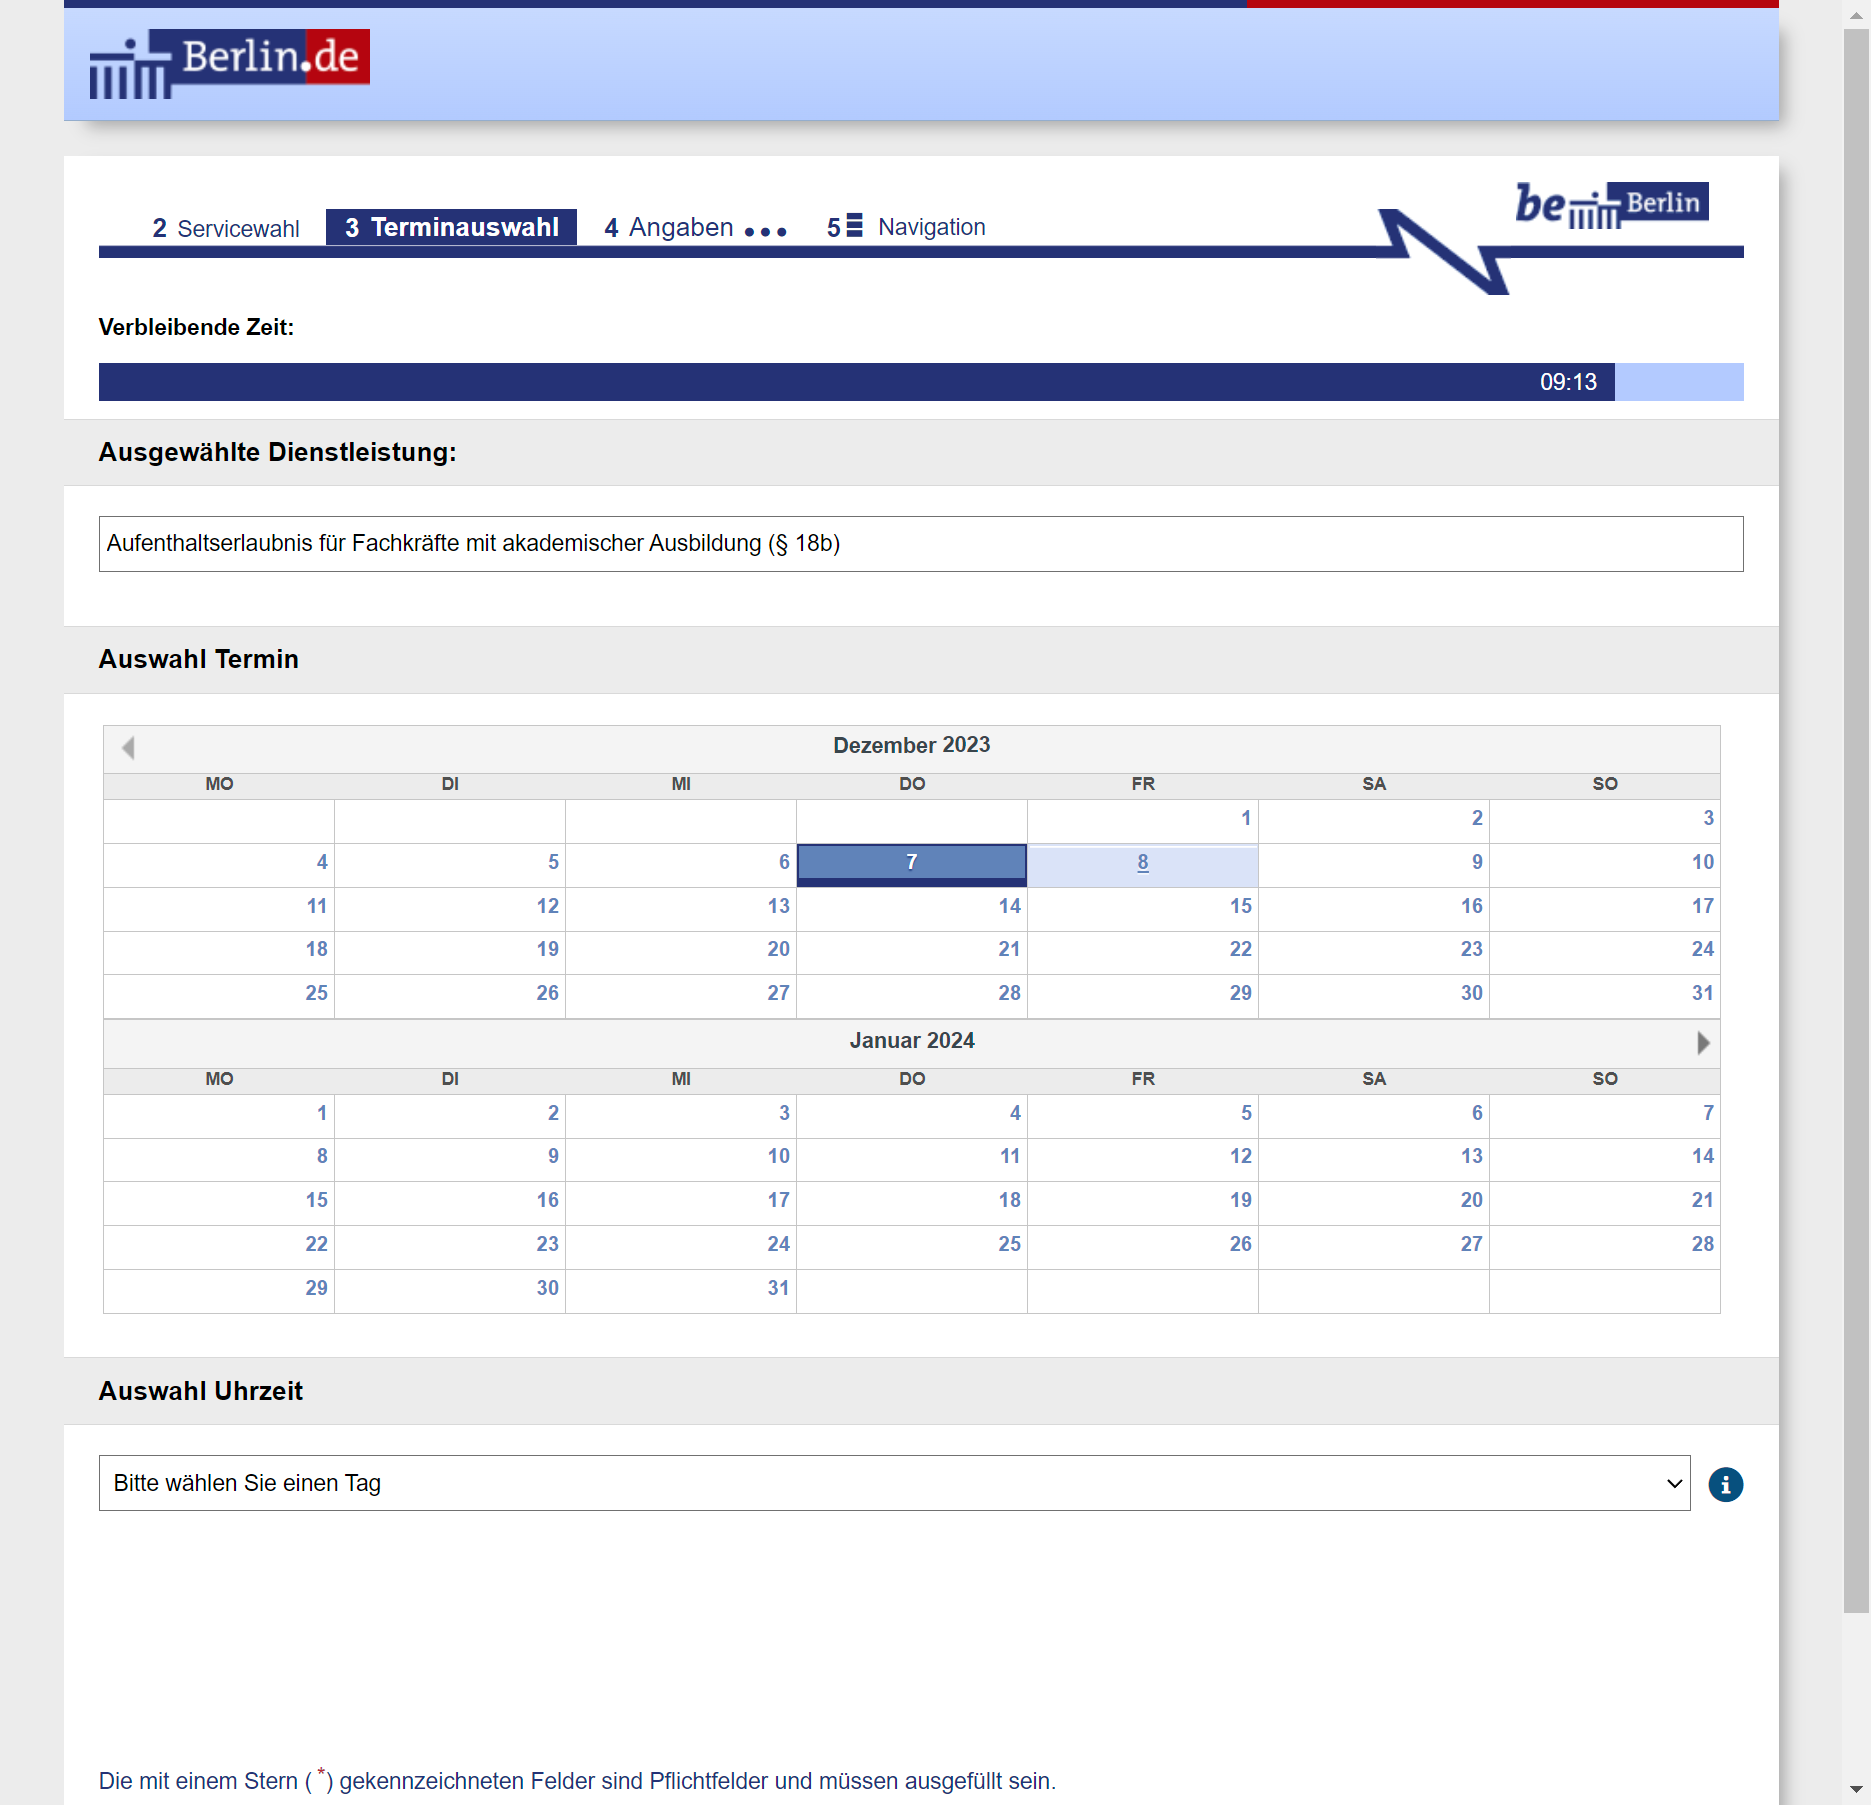 Berlin.de
be Berlin
2 Servicewahl 3 Terminauswahl 4 Angaben ... 5 Navigation
Verbleibende Zeit:
09:13
Ausgewählte Dienstleistung:
Aufenthaltserlaubnis für Fachkräfte mit akademischer Ausbildung (§ 18b)
Auswahl Termin
Dezember 2023
MO DI MI DO FR SA SO
1 2 3
4 5 6 7 8 9 10
11 12 13 14 15 16 17
18 19 20 21 22 23 24
25 26 27 28 29 30 31
Januar 2024
MO DI MI DO FR SA SO
1 2 3 4 5 6 7
8 9 10 11 12 13 14
15 16 17 18 19 20 21
22 23 24 25 26 27 28
29 30 31
Auswahl Uhrzeit
Bitte wählen Sie einen Tag
i
Die mit einem Stern ( *) gekennzeichneten Felder sind Pflichtfelder und müssen ausgefüllt sein.